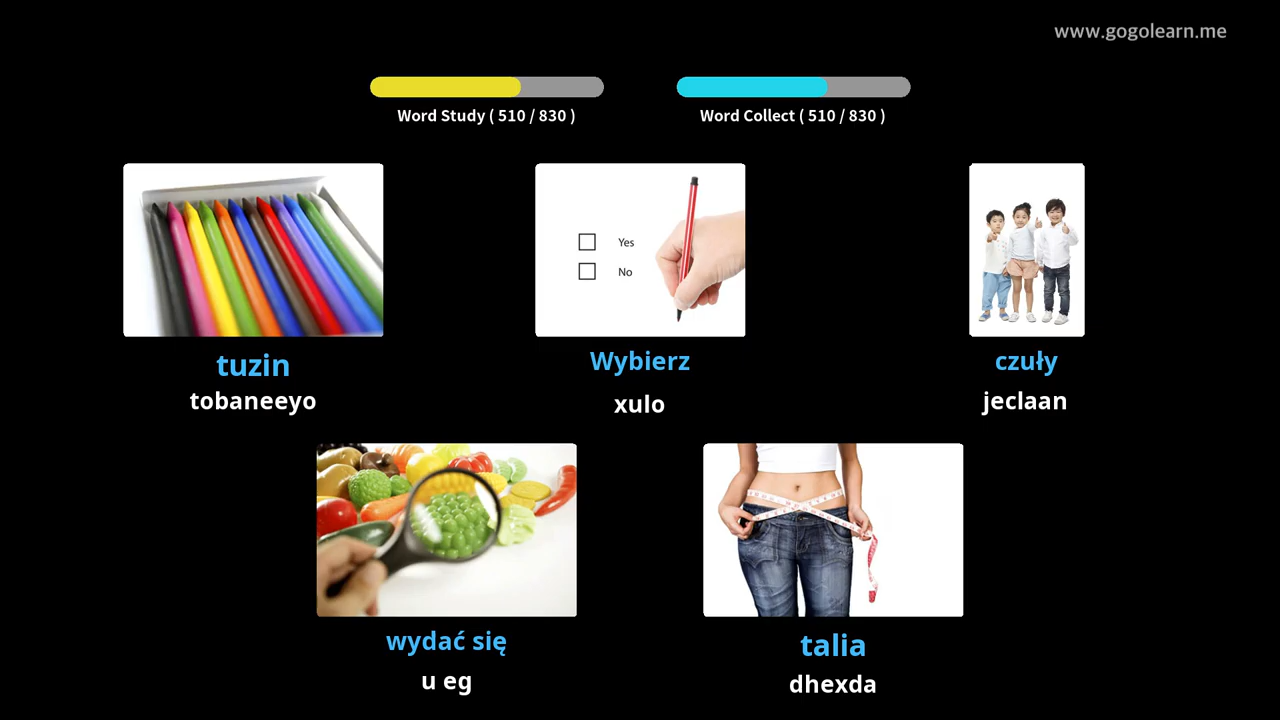 www.gogolearn.me
Word Study ( 510 / 830 )
Word Collect ( 510 / 830 )
Yes
No
tuzin
tobaneeyo
Wybierz
xulo
czuły
jeclaan
wydać się
u eg
talia
dhexda